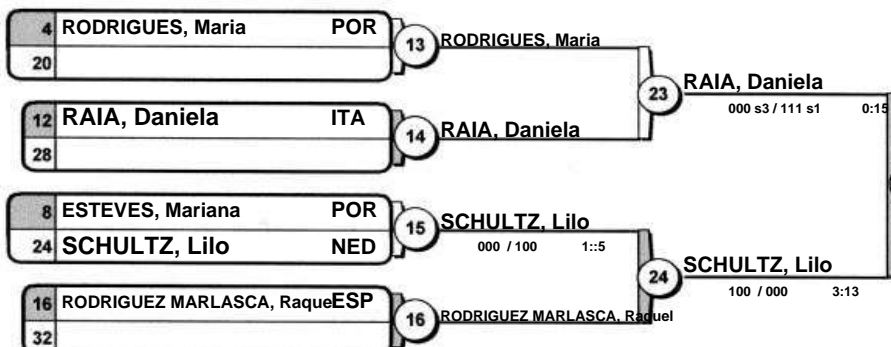 4 RODRIGUES, Maria POR
20
13 RODRIGUES, Maria
12 RAIA, Daniela ITA
28
14 RAIA, Daniela
23 RAIA, Daniela
000 s3 / 111 s1 0:15
8 ESTEVES, Mariana POR
24 SCHULTZ, Lilo NED
15 SCHULTZ, Lilo
000 / 100 1::5
16 RODRIGUEZ MARLASCA, Raquel ESP
32
16 RODRIGUEZ MARLASCA, Raquel
24 SCHULTZ, Lilo
100 / 000 3:13